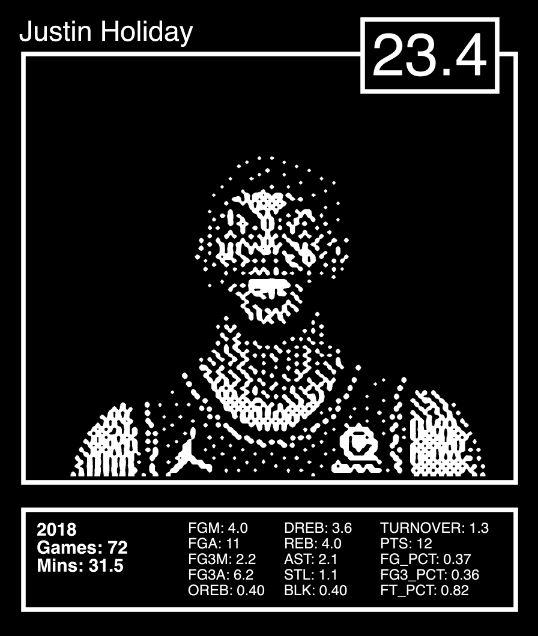 Justin Holiday
23.4
2018
Games: 72
Mins: 31.5
FGM: 4.0
FGA: 11
FG3M: 2.2
FG3A: 6.2
OREB: 0.40
DREB: 3.6
REB: 4.0
AST: 2.1
STL: 1.1
BLK: 0.40
TURNOVER: 1.3
PTS: 12
FG_PCT: 0.37
FG3_PCT: 0.36
FT_PCT: 0.82